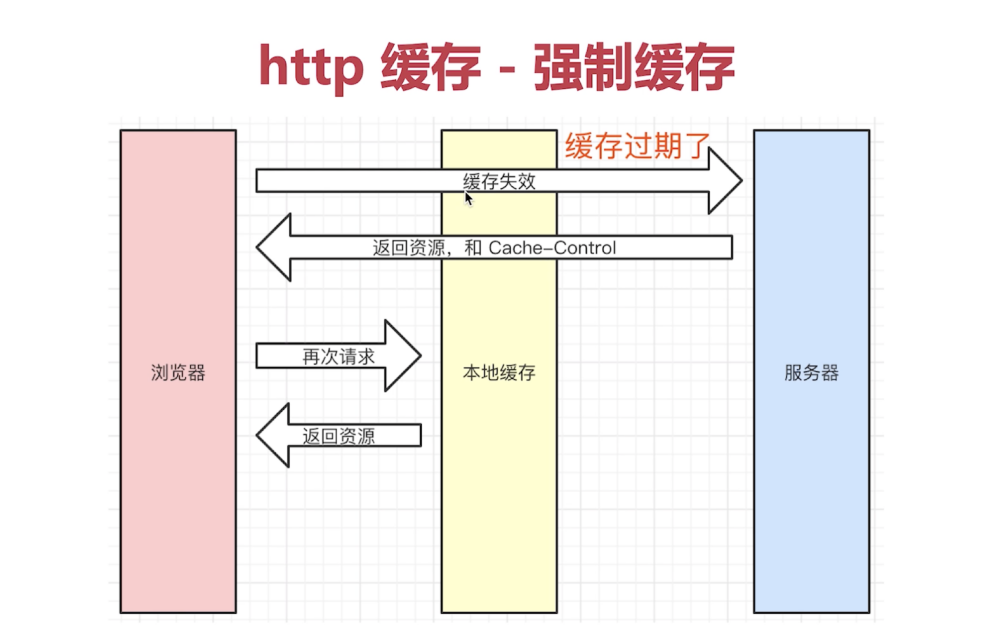 http 缓存 - 强制缓存
缓存过期了
缓存失效
返回资源，和 Cache-Control
再次请求
浏览器
本地缓存
服务器
返回资源